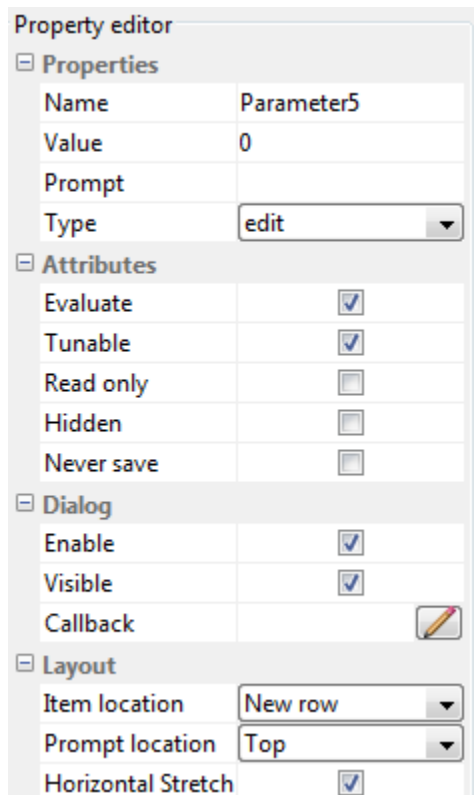 Property editor
Properties
Name Parameter5
Value 0
Prompt
Type edit
Attributes
Evaluate
Tunable
Read only
Hidden
Never save
Dialog
Enable
Visible
Callback
Layout
Item location New row
Prompt location Top
Horizontal Stretch